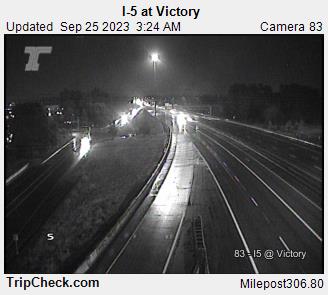 I-5 at Victory
Updated  Sep 25 2023  3:24 AM
Camera 83
T
S
83 - I5 @ Victory
TripCheck.com
Milepost306.80